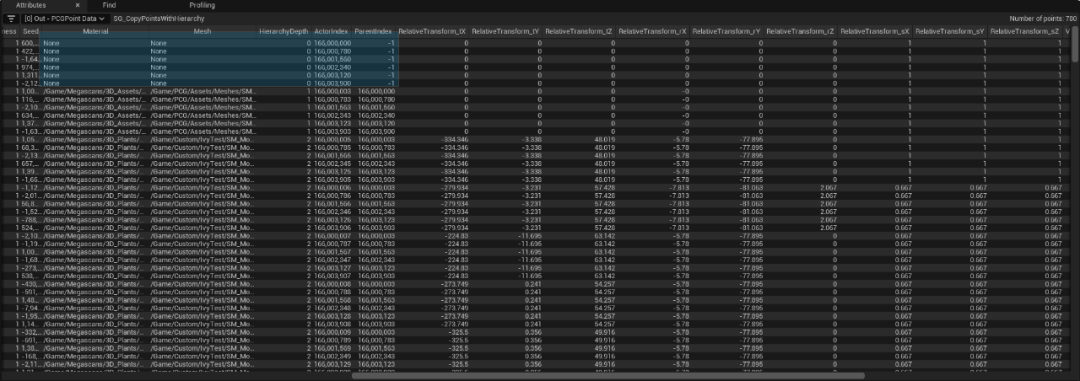 Attributes × Find Profiling
[0] Out - PCGPoint Data SG_CopyPointsWithHierarchy Number of points: 780
Seed Material Mesh HierarchyDepth ActorIndex ParentIndex RelativeTransform_tX RelativeTransform_tY RelativeTransform_tZ RelativeTransform_rX RelativeTransform_rY RelativeTransform_rZ RelativeTransform_sX RelativeTransform_sY RelativeTransform_sZ
1 600,... None None 0 166,000,000 -1 0 0 0 0 0 0 1 1 1
1 422,... None None 0 166,000,780 -1 0 0 0 0 0 0 1 1 1
1 -1,64... None None 0 166,001,560 -1 0 0 0 0 0 0 1 1 1
1 974,... None None 0 166,002,340 -1 0 0 0 0 0 0 1 1 1
1 1,311... None None 0 166,003,120 -1 0 0 0 0 0 0 1 1 1
1 -2,12... None None 0 166,003,900 -1 0 0 0 0 0 0 1 1 1
1 1,00... /Game/Megascans/3D_Assets/... /Game/PCG/Assets/Meshes/SM... 1 166,000,003 166,000,000 0 0 0 -0 0 0 1 1 1
1 116,... /Game/Megascans/3D_Assets/... /Game/PCG/Assets/Meshes/SM... 1 166,000,783 166,000,780 0 0 0 -0 0 0 1 1 1
1 -2,10... /Game/Megascans/3D_Assets/... /Game/PCG/Assets/Meshes/SM... 1 166,001,563 166,001,560 0 0 0 -0 0 0 1 1 1
1 634,... /Game/Megascans/3D_Assets/... /Game/PCG/Assets/Meshes/SM... 1 166,002,343 166,002,340 0 0 0 -0 0 0 1 1 1
1 1,37... /Game/Megascans/3D_Assets/... /Game/PCG/Assets/Meshes/SM... 1 166,003,123 166,003,120 0 0 0 -0 0 0 1 1 1
1 -1,63... /Game/Megascans/3D_Assets/... /Game/PCG/Assets/Meshes/SM... 1 166,003,903 166,003,900 0 0 0 -0 0 0 1 1 1
1 1,05... /Game/Megascans/3D_Plants/... /Game/Custom/IvyTest/SM_Mo... 2 166,000,005 166,000,003 -334.346 -3.338 48.019 -5.78 -77.895 0 1 1 1
1 68,3... /Game/Megascans/3D_Plants/... /Game/Custom/IvyTest/SM_Mo... 2 166,000,785 166,000,783 -334.346 -3.338 48.019 -5.78 -77.895 0 1 1 1
1 -2,13... /Game/Megascans/3D_Plants/... /Game/Custom/IvyTest/SM_Mo... 2 166,001,565 166,001,563 -334.346 -3.338 48.019 -5.78 -77.895 0 1 1 1
1 657,... /Game/Megascans/3D_Plants/... /Game/Custom/IvyTest/SM_Mo... 2 166,002,345 166,002,343 -334.346 -3.338 48.019 -5.78 -77.895 0 1 1 1
1 1,39... /Game/Megascans/3D_Plants/... /Game/Custom/IvyTest/SM_Mo... 2 166,003,125 166,003,123 -334.346 -3.338 48.019 -5.78 -77.895 0 1 1 1
1 -1,66... /Game/Megascans/3D_Plants/... /Game/Custom/IvyTest/SM_Mo... 2 166,003,905 166,003,903 -334.346 -3.338 48.019 -5.78 -77.895 0 1 1 1
1 -1,12... /Game/Megascans/3D_Plants/... /Game/Custom/IvyTest/SM_Mo... 2 166,000,006 166,000,003 -279.934 -3.231 57.428 -7.813 -81.063 2.067 0.667 0.667 0.667
1 -2,01... /Game/Megascans/3D_Plants/... /Game/Custom/IvyTest/SM_Mo... 2 166,000,786 166,000,783 -279.934 -3.231 57.428 -7.813 -81.063 2.067 0.667 0.667 0.667
1 50,8... /Game/Megascans/3D_Plants/... /Game/Custom/IvyTest/SM_Mo... 2 166,001,566 166,001,563 -279.934 -3.231 57.428 -7.813 -81.063 2.067 0.667 0.667 0.667
1 -1,52... /Game/Megascans/3D_Plants/... /Game/Custom/IvyTest/SM_Mo... 2 166,002,346 166,002,343 -279.934 -3.231 57.428 -7.813 -81.063 2.067 0.667 0.667 0.667
1 -788,... /Game/Megascans/3D_Plants/... /Game/Custom/IvyTest/SM_Mo... 2 166,003,126 166,003,123 -279.934 -3.231 57.428 -7.813 -81.063 2.067 0.667 0.667 0.667
1 524,... /Game/Megascans/3D_Plants/... /Game/Custom/IvyTest/SM_Mo... 2 166,003,906 166,003,903 -279.934 -3.231 57.428 -7.813 -81.063 2.067 0.667 0.667 0.667
1 -2,10... /Game/Megascans/3D_Plants/... /Game/Custom/IvyTest/SM_Mo... 2 166,000,007 166,000,003 -224.83 -11.695 63.142 -5.78 -77.895 0 0.667 0.667 0.667
1 -1,19... /Game/Megascans/3D_Plants/... /Game/Custom/IvyTest/SM_Mo... 2 166,000,787 166,000,783 -224.83 -11.695 63.142 -5.78 -77.895 0 0.667 0.667 0.667
1 1,00... /Game/Megascans/3D_Plants/... /Game/Custom/IvyTest/SM_Mo... 2 166,001,567 166,001,563 -224.83 -11.695 63.142 -5.78 -77.895 0 0.667 0.667 0.667
1 -1,68... /Game/Megascans/3D_Plants/... /Game/Custom/IvyTest/SM_Mo... 2 166,002,347 166,002,343 -224.83 -11.695 63.142 -5.78 -77.895 0 0.667 0.667 0.667
1 -273,... /Game/Megascans/3D_Plants/... /Game/Custom/IvyTest/SM_Mo... 2 166,003,127 166,003,123 -224.83 -11.695 63.142 -5.78 -77.895 0 0.667 0.667 0.667
1 638,... /Game/Megascans/3D_Plants/... /Game/Custom/IvyTest/SM_Mo... 2 166,003,907 166,003,903 -224.83 -11.695 63.142 -5.78 -77.895 0 0.667 0.667 0.667
1 -430,... /Game/Megascans/3D_Plants/... /Game/Custom/IvyTest/SM_Mo... 2 166,000,008 166,000,003 -273.749 0.241 54.257 -5.78 -77.895 0 0.667 0.667 0.667
1 -591,... /Game/Megascans/3D_Plants/... /Game/Custom/IvyTest/SM_Mo... 2 166,000,788 166,000,783 -273.749 0.241 54.257 -5.78 -77.895 0 0.667 0.667 0.667
1 1,48... /Game/Megascans/3D_Plants/... /Game/Custom/IvyTest/SM_Mo... 2 166,001,568 166,001,563 -273.749 0.241 54.257 -5.78 -77.895 0 0.667 0.667 0.667
1 -7,94... /Game/Megascans/3D_Plants/... /Game/Custom/IvyTest/SM_Mo... 2 166,002,348 166,002,343 -273.749 0.241 54.257 -5.78 -77.895 0 0.667 0.667 0.667
1 -1,95... /Game/Megascans/3D_Plants/... /Game/Custom/IvyTest/SM_Mo... 2 166,003,128 166,003,123 -273.749 0.241 54.257 -5.78 -77.895 0 0.667 0.667 0.667
1 1,14... /Game/Megascans/3D_Plants/... /Game/Custom/IvyTest/SM_Mo... 2 166,003,908 166,003,903 -273.749 0.241 54.257 -5.78 -77.895 0 0.667 0.667 0.667
1 -332,... /Game/Megascans/3D_Plants/... /Game/Custom/IvyTest/SM_Mo... 2 166,000,009 166,000,003 -325.5 0.356 49.916 -5.78 -77.895 0 0.667 0.667 0.667
1 -691,... /Game/Megascans/3D_Plants/... /Game/Custom/IvyTest/SM_Mo... 2 166,000,789 166,000,783 -325.5 0.356 49.916 -5.78 -77.895 0 0.667 0.667 0.667
1 1,38... /Game/Megascans/3D_Plants/... /Game/Custom/IvyTest/SM_Mo... 2 166,001,569 166,001,563 -325.5 0.356 49.916 -5.78 -77.895 0 0.667 0.667 0.667
1 -168,... /Game/Megascans/3D_Plants/... /Game/Custom/IvyTest/SM_Mo... 2 166,002,349 166,002,343 -325.5 0.356 49.916 -5.78 -77.895 0 0.667 0.667 0.667
1 -2,11... /Game/Megascans/3D_Plants/... /Game/Custom/IvyTest/SM_Mo... 2 166,003,129 166,003,123 -325.5 0.356 49.916 -5.78 -77.895 0 0.667 0.667 0.667